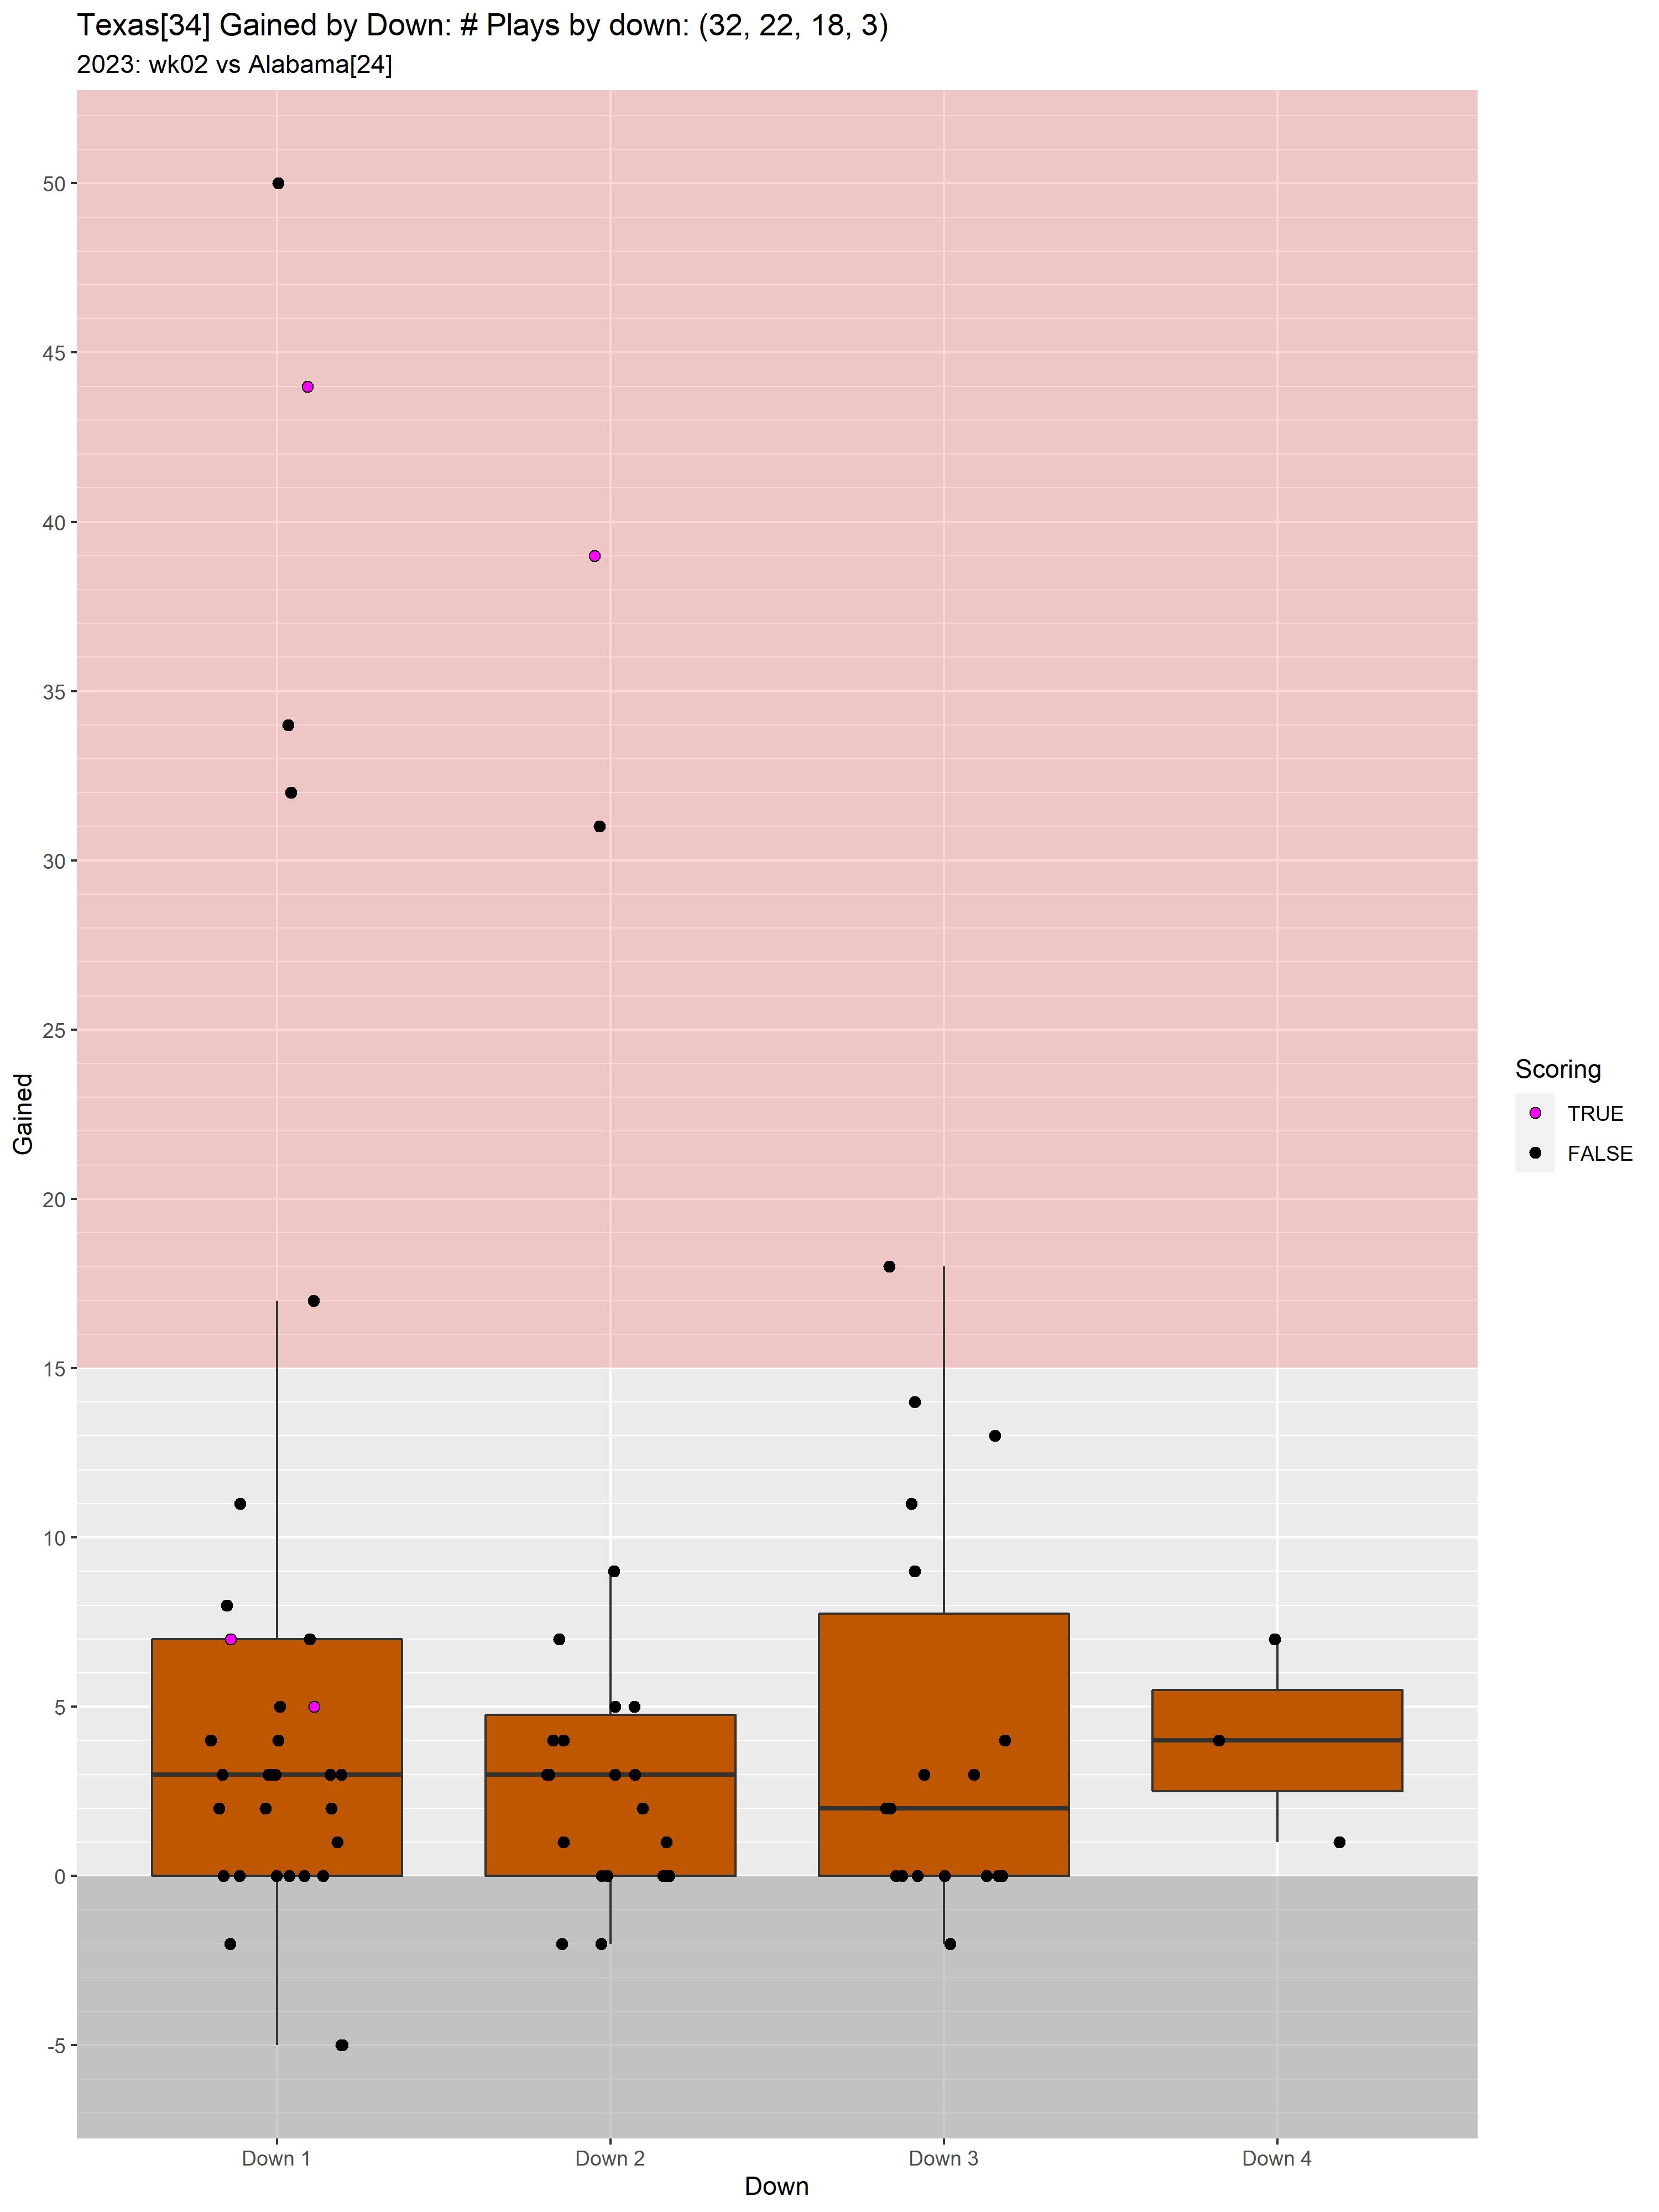 Texas[34] Gained by Down: # Plays by down: (32, 22, 18, 3)
2023: wk02 vs Alabama[24]
50
45
40
35
30
25
20
15
10
5
0
-5
Gained
Down 1
Down 2
Down 3
Down 4
Down
Scoring
TRUE
FALSE